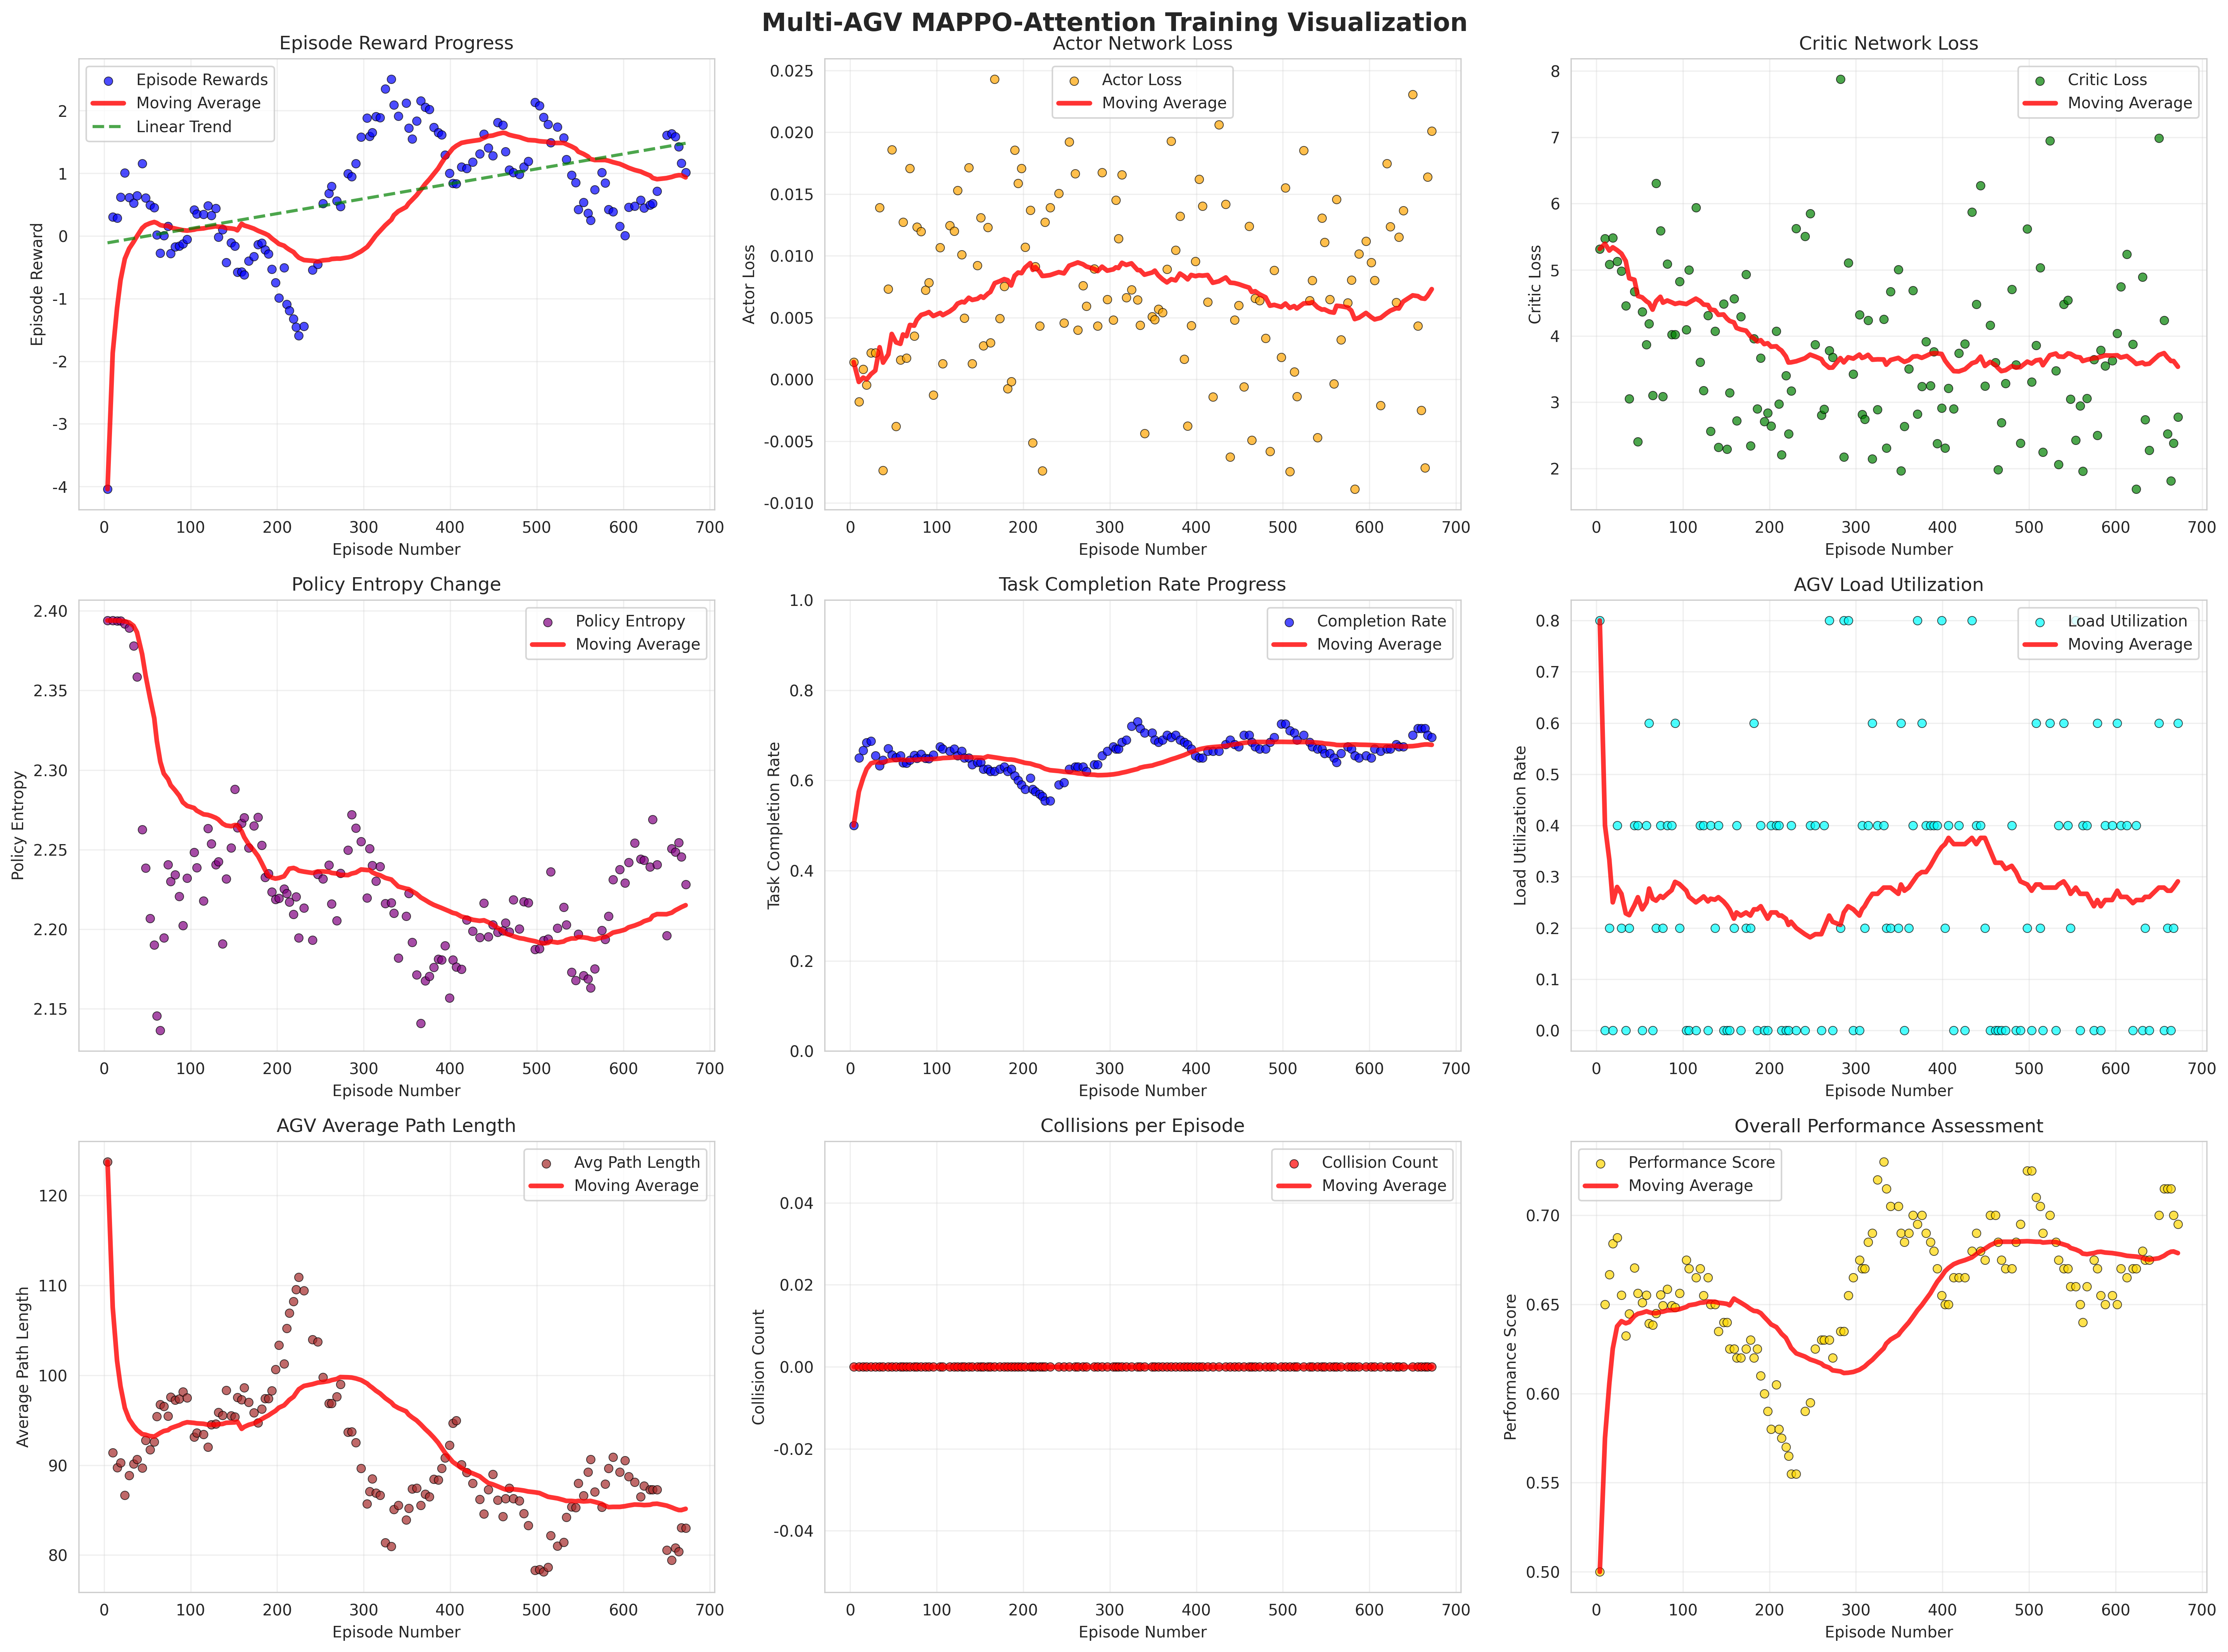 Multi-AGV MAPPO-Attention Training Visualization
Episode Reward Progress
Episode Rewards
Moving Average
Linear Trend
2
1
0
-1
-2
-3
-4
Episode Reward
0 100 200 300 400 500 600 700
Episode Number
Actor Network Loss
Actor Loss
Moving Average
0.025
0.020
0.015
0.010
0.005
0.000
-0.005
-0.010
Actor Loss
0 100 200 300 400 500 600 700
Episode Number
Critic Network Loss
Critic Loss
Moving Average
8
7
6
5
4
3
2
Critic Loss
0 100 200 300 400 500 600 700
Episode Number
Policy Entropy Change
Policy Entropy
Moving Average
2.40
2.35
2.30
2.25
2.20
2.15
Policy Entropy
0 100 200 300 400 500 600 700
Episode Number
Task Completion Rate Progress
Completion Rate
Moving Average
1.0
0.8
0.6
0.4
0.2
0.0
Task Completion Rate
0 100 200 300 400 500 600 700
Episode Number
AGV Load Utilization
Load Utilization
Moving Average
0.8
0.7
0.6
0.5
0.4
0.3
0.2
0.1
0.0
Load Utilization Rate
0 100 200 300 400 500 600 700
Episode Number
AGV Average Path Length
Avg Path Length
Moving Average
120
110
100
90
80
Average Path Length
0 100 200 300 400 500 600 700
Episode Number
Collisions per Episode
Collision Count
Moving Average
0.04
0.02
0.00
-0.02
-0.04
Collision Count
0 100 200 300 400 500 600 700
Episode Number
Overall Performance Assessment
Performance Score
Moving Average
0.70
0.65
0.60
0.55
0.50
Performance Score
0 100 200 300 400 500 600 700
Episode Number